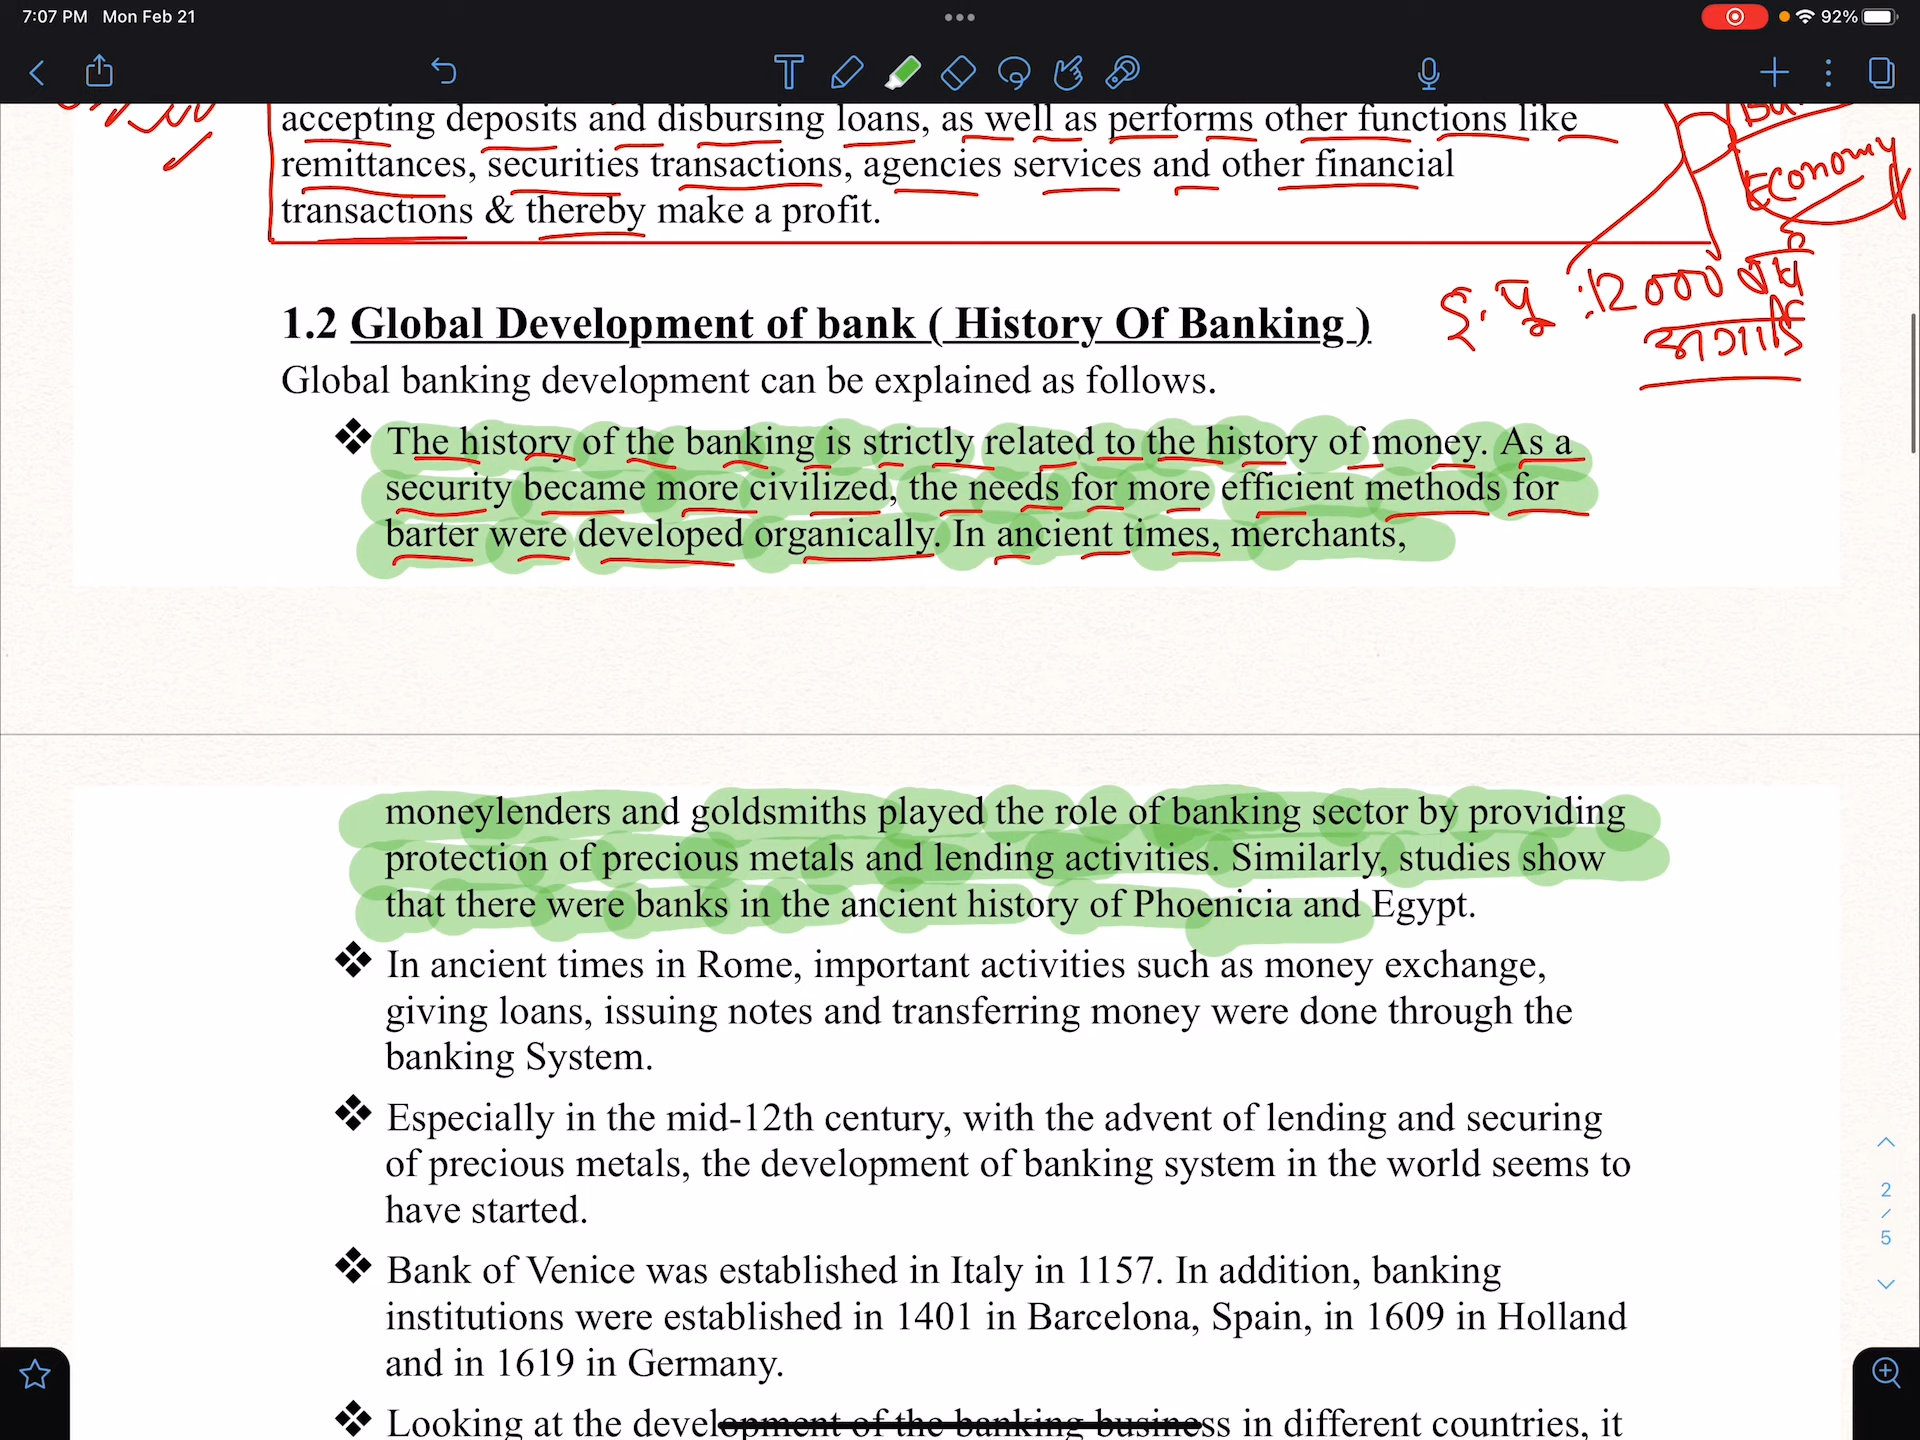 7:07 PM Mon Feb 21
92%
accepting deposits and disbursing loans, as well as performs other functions like
remittances, securities transactions, agencies services and other financial
Economy
transactions & thereby make a profit.
ई. पू :12000 वर्ष
अगाडि
1.2 Global Development of bank ( History Of Banking )
Global banking development can be explained as follows.
❖ The history of the banking is strictly related to the history of money. As a
security became more civilized, the needs for more efficient methods for
barter were developed organically. In ancient times, merchants,
moneylenders and goldsmiths played the role of banking sector by providing
protection of precious metals and lending activities. Similarly, studies show
that there were banks in the ancient history of Phoenicia and Egypt.
❖ In ancient times in Rome, important activities such as money exchange,
giving loans, issuing notes and transferring money were done through the
banking System.
❖ Especially in the mid-12th century, with the advent of lending and securing
of precious metals, the development of banking system in the world seems to
have started.
2
/
5
❖ Bank of Venice was established in Italy in 1157. In addition, banking
institutions were established in 1401 in Barcelona, Spain, in 1609 in Holland
and in 1619 in Germany.
❖ Looking at the development of the banking business in different countries, it